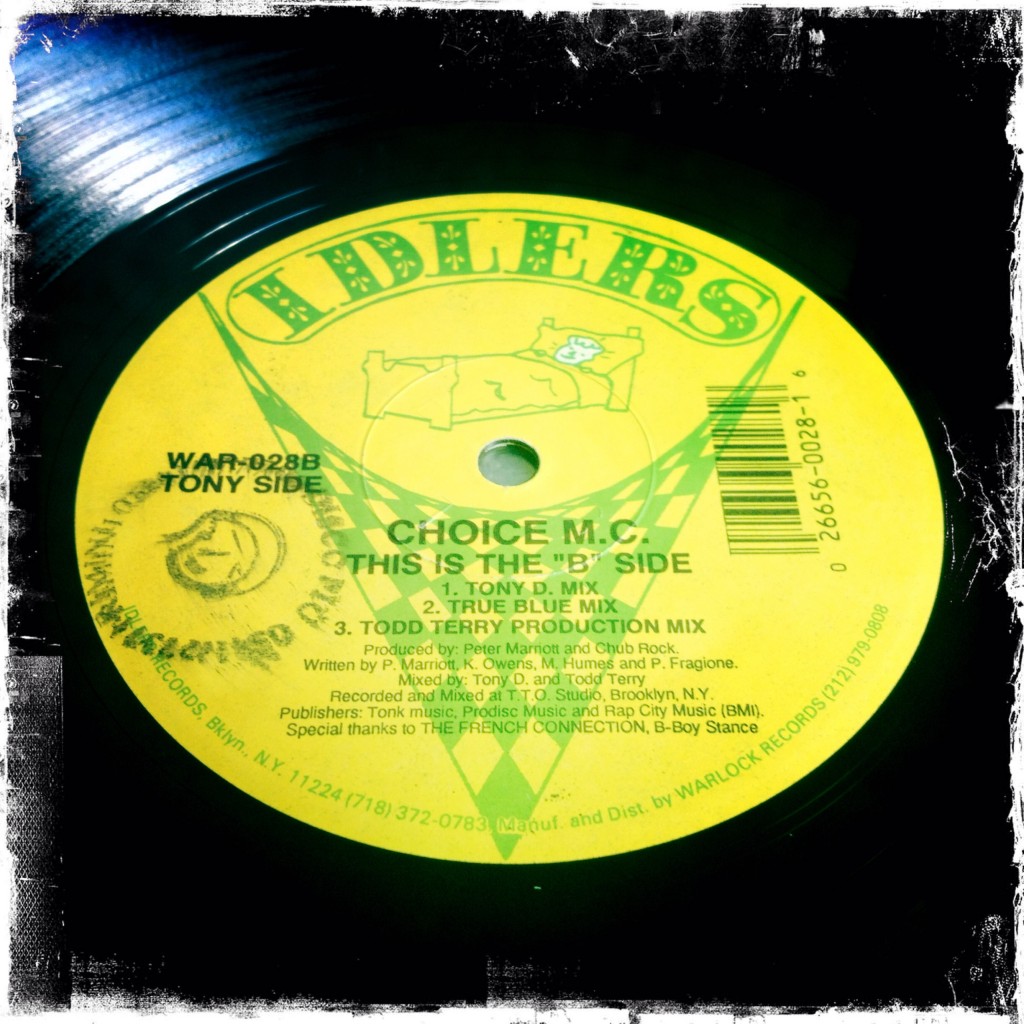 IDLERS
WAR-028B
TONY SIDE
0 26656-0028-1 6
CHOICE M.C.
THIS IS THE "B" SIDE
1. TONY D. MIX
2. TRUE BLUE MIX
3. TODD TERRY PRODUCTION MIX
Produced by: Peter Marriott and Chub Rock.
Written by P. Marriott, K. Owens, M. Humes and P. Fragione.
Mixed by: Tony D. and Todd Terry
Recorded and Mixed at T.T.O. Studio, Brooklyn, N.Y.
Publishers: Tonk music, Prodisc Music and Rap City Music (BMI).
Special thanks to THE FRENCH CONNECTION, B-Boy Stance
RECORDS, Bklyn., N.Y. 11224 (718) 372-0783. Manuf. and Dist. by WARLOCK RECORDS (212) 979-0808